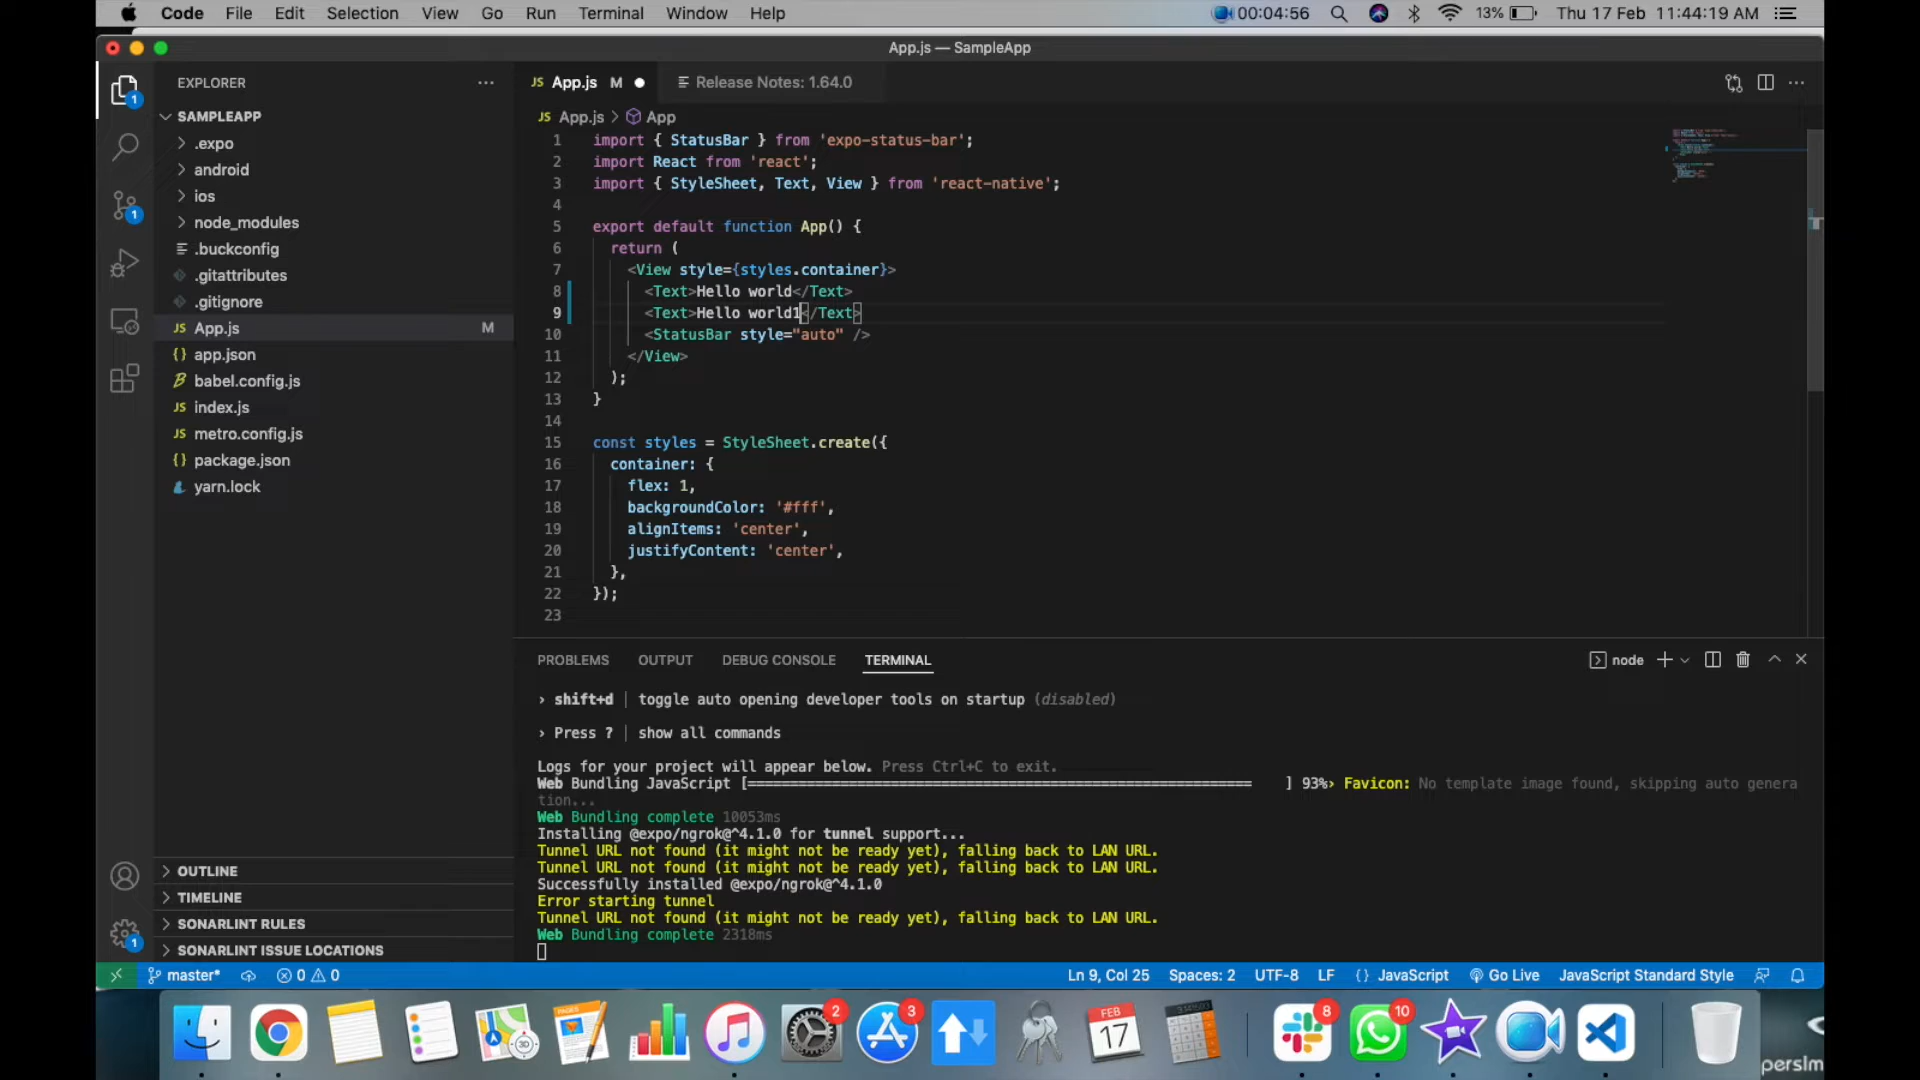 Code File Edit Selection View Go Run Terminal Window Help 00:04:56 13% Thu 17 Feb 11:44:19 AM
App.js — SampleApp
EXPLORER
JS App.js M
Release Notes: 1.64.0
SAMPLEAPP
.expo
android
ios
node_modules
.buckconfig
.gitattributes
.gitignore
JS App.js M
{} app.json
babel.config.js
JS index.js
JS metro.config.js
{} package.json
yarn.lock
OUTLINE
TIMELINE
SONARLINT RULES
SONARLINT ISSUE LOCATIONS
1
1
1
JS App.js > App
1 import { StatusBar } from 'expo-status-bar';
2 import React from 'react';
3 import { StyleSheet, Text, View } from 'react-native';
4
5 export default function App() {
6 return (
7 <View style={styles.container}>
8 <Text>Hello world</Text>
9 <Text>Hello world1</Text>
10 <StatusBar style="auto" />
11 </View>
12 );
13 }
14
15 const styles = StyleSheet.create({
16 container: {
17 flex: 1,
18 backgroundColor: '#fff',
19 alignItems: 'center',
20 justifyContent: 'center',
21 },
22 });
23
PROBLEMS OUTPUT DEBUG CONSOLE TERMINAL node
› shift+d │ toggle auto opening developer tools on startup (disabled)
› Press ? │ show all commands
Logs for your project will appear below. Press Ctrl+C to exit.
Web Bundling JavaScript [============================================================ ] 93%› Favicon: No template image found, skipping auto genera
tion...
Web Bundling complete 10053ms
Installing @expo/ngrok@^4.1.0 for tunnel support...
Tunnel URL not found (it might not be ready yet), falling back to LAN URL.
Tunnel URL not found (it might not be ready yet), falling back to LAN URL.
Successfully installed @expo/ngrok@^4.1.0
Error starting tunnel
Tunnel URL not found (it might not be ready yet), falling back to LAN URL.
Web Bundling complete 2318ms
master* 0 0 Ln 9, Col 25 Spaces: 2 UTF-8 LF {} JavaScript Go Live JavaScript Standard Style
2 3 8 10
3D
FEB
17